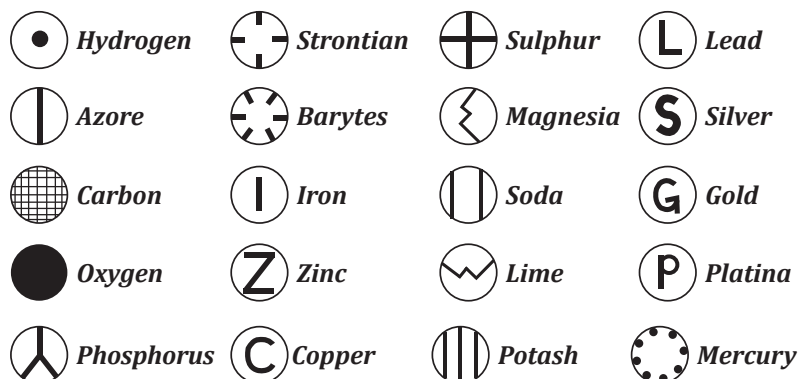 Hydrogen Strontian Sulphur L Lead
Azore Barytes Magnesia S Silver
Carbon I Iron Soda G Gold
Oxygen Z Zinc Lime P Platina
Phosphorus C Copper Potash Mercury